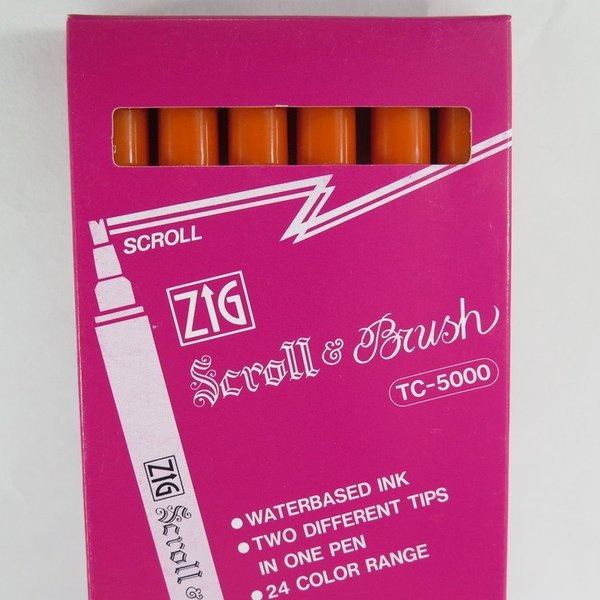 SCROLL
ZIG
Scroll & Brush
TC-5000
ZIG
Scroll &
• WATERBASED INK
• TWO DIFFERENT TIPS
IN ONE PEN
• 24 COLOR RANGE